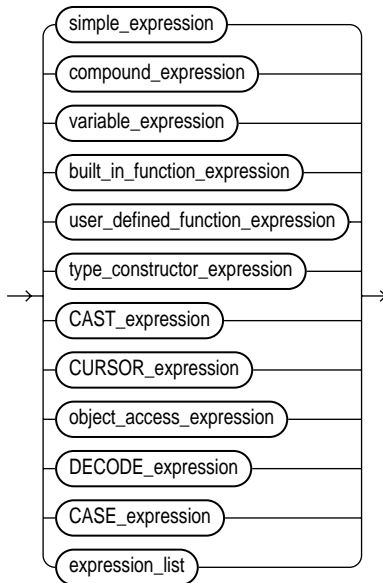 simple_expression
compound_expression
variable_expression
built_in_function_expression
user_defined_function_expression
type_constructor_expression
CAST_expression
CURSOR_expression
object_access_expression
DECODE_expression
CASE_expression
expression_list